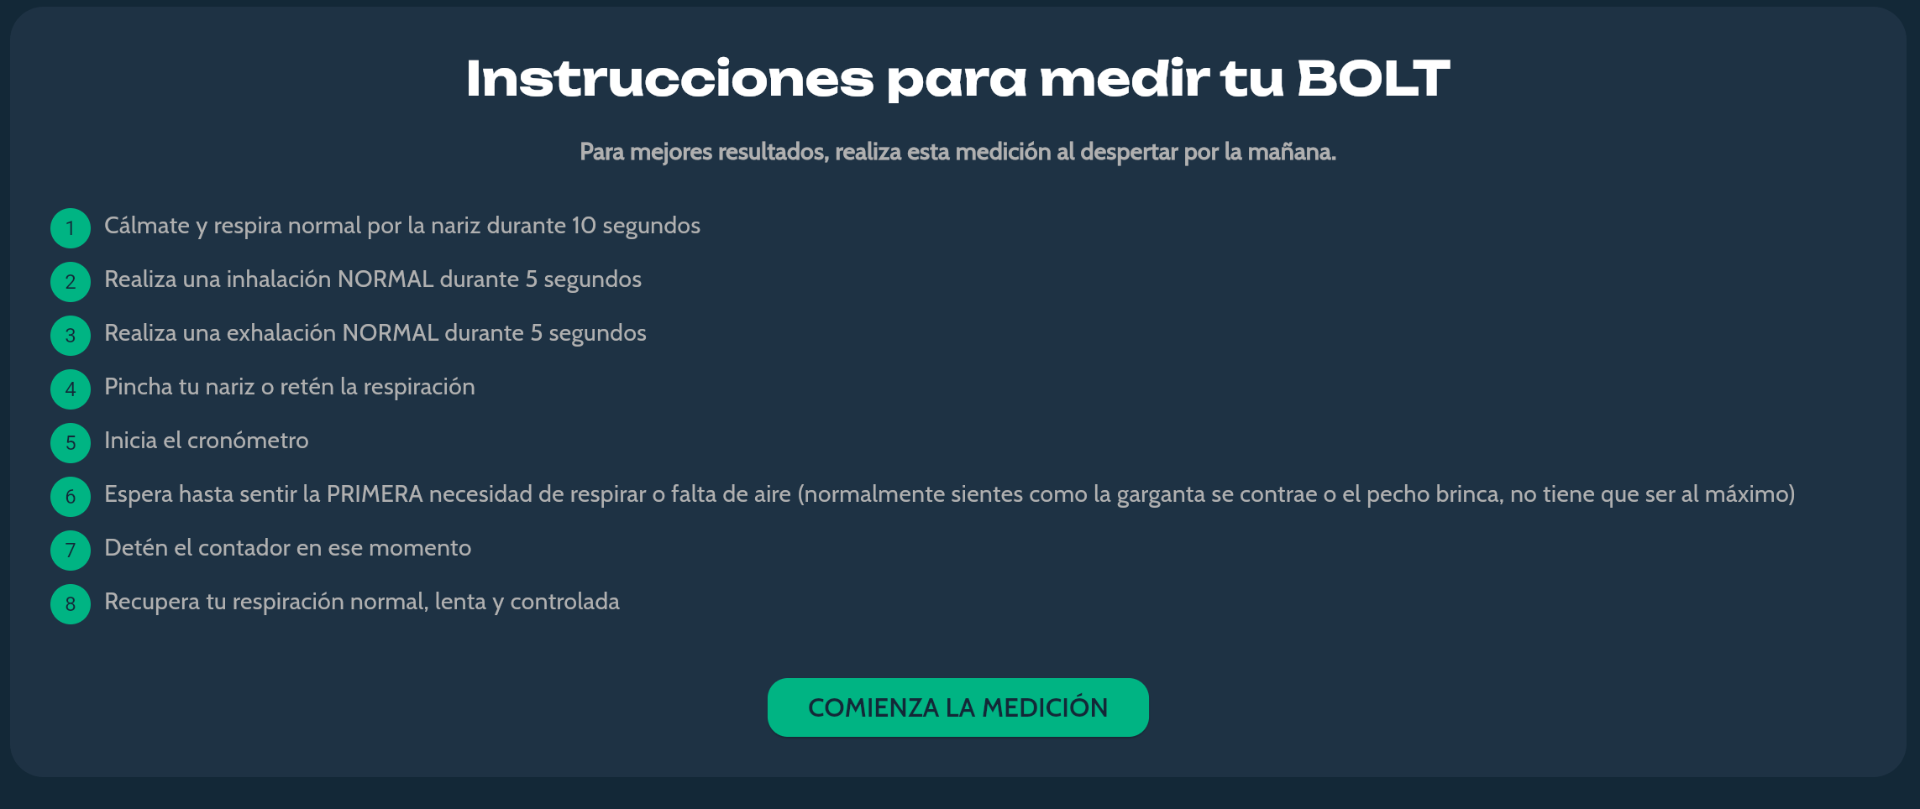 Instrucciones para medir tu BOLT
Para mejores resultados, realiza esta medición al despertar por la mañana.
1 Cálmate y respira normal por la nariz durante 10 segundos
2 Realiza una inhalación NORMAL durante 5 segundos
3 Realiza una exhalación NORMAL durante 5 segundos
4 Pincha tu nariz o retén la respiración
5 Inicia el cronómetro
6 Espera hasta sentir la PRIMERA necesidad de respirar o falta de aire (normalmente sientes como la garganta se contrae o el pecho brinca, no tiene que ser al máximo)
7 Detén el contador en ese momento
8 Recupera tu respiración normal, lenta y controlada
COMIENZA LA MEDICIÓN